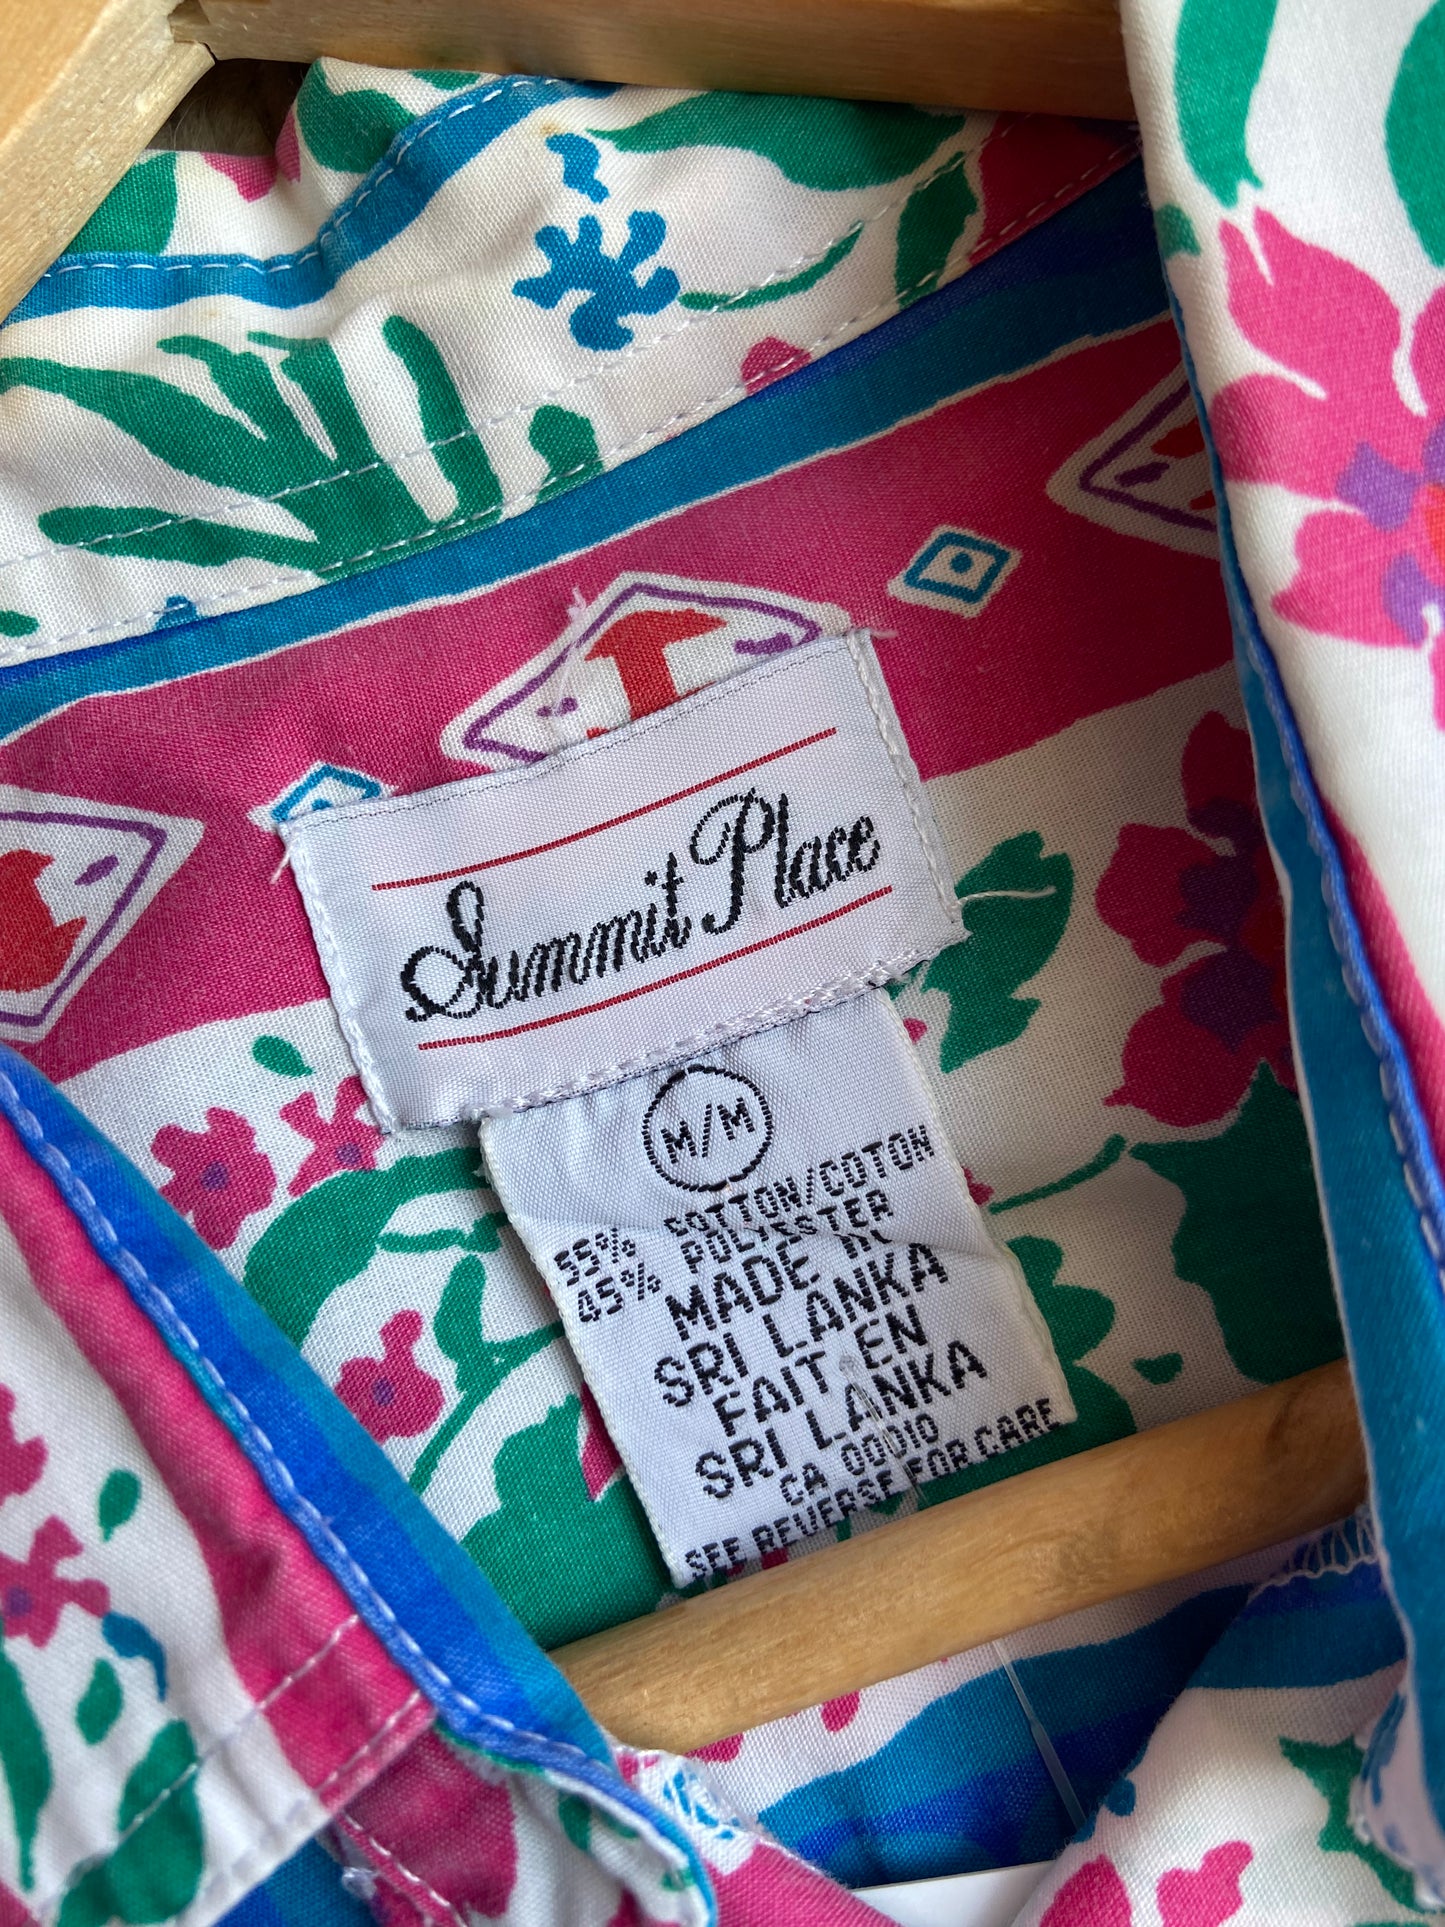 Summit Place
M/M
55% COTTON/COTON
45% POLYESTER
MADE IN
SRI LANKA
FAIT EN
SRI LANKA
CA 00010
SEE REVERSE FOR CARE